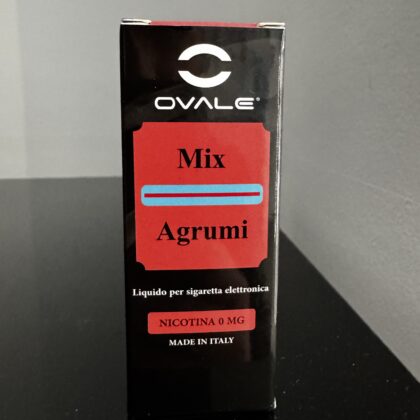 OVALE®
Mix
Agrumi
Liquido per sigaretta elettronica
NICOTINA 0 MG
MADE IN ITALY